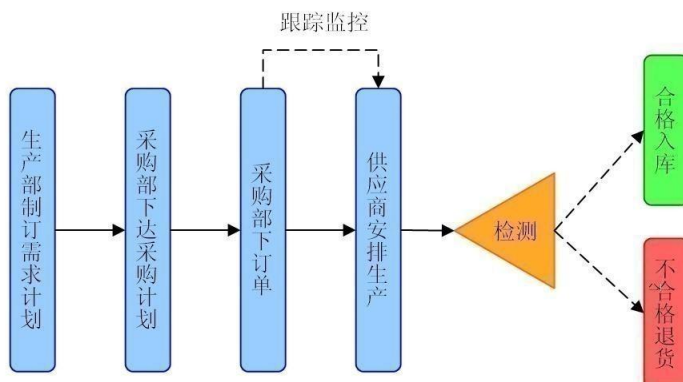 跟踪监控
生产部制订需求计划
采购部下达采购计划
采购部下订单
供应商安排生产
检测
合格入库
不合格退货